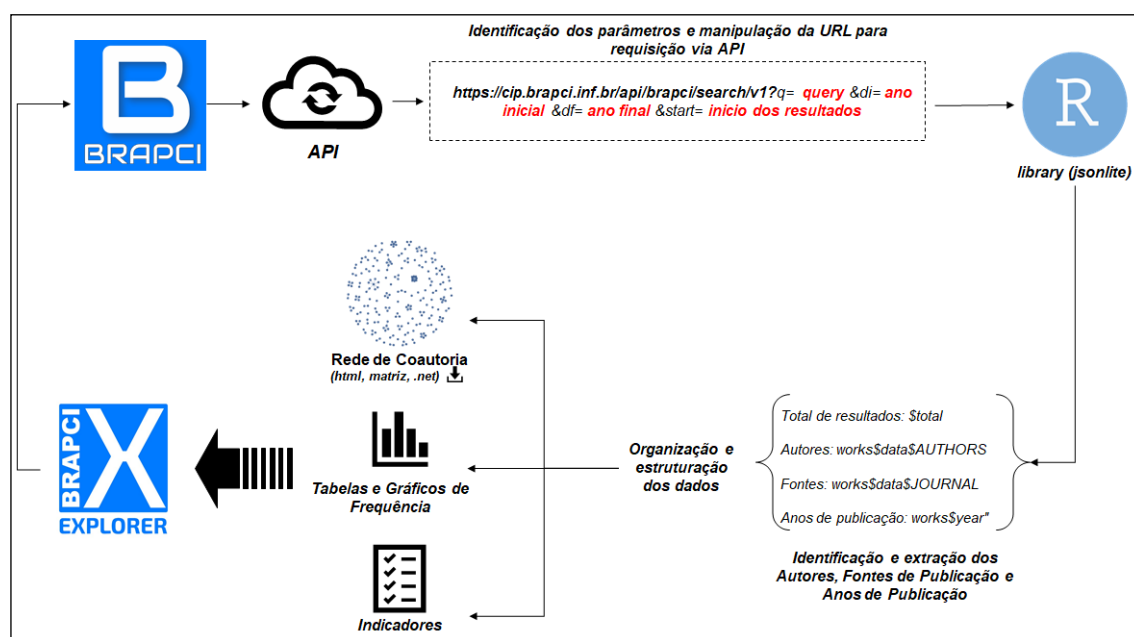 Identificação dos parâmetros e manipulação da URL para
requisição via API
B
BRAPCI
API
https://cip.brapci.inf.br/api/brapci/search/v1?q= query &di= ano
inicial &df= ano final &start= inicio dos resultados
R
library (jsonlite)
Rede de Coautoria
(html, matriz, .net)
Tabelas e Gráficos de
Frequência
Indicadores
BRAPCI
X
EXPLORER
Organização e
estruturação
dos dados
Total de resultados: $total
Autores: works$data$AUTHORS
Fontes: works$data$JOURNAL
Anos de publicação: works$year"
Identificação e extração dos
Autores, Fontes de Publicação e
Anos de Publicação